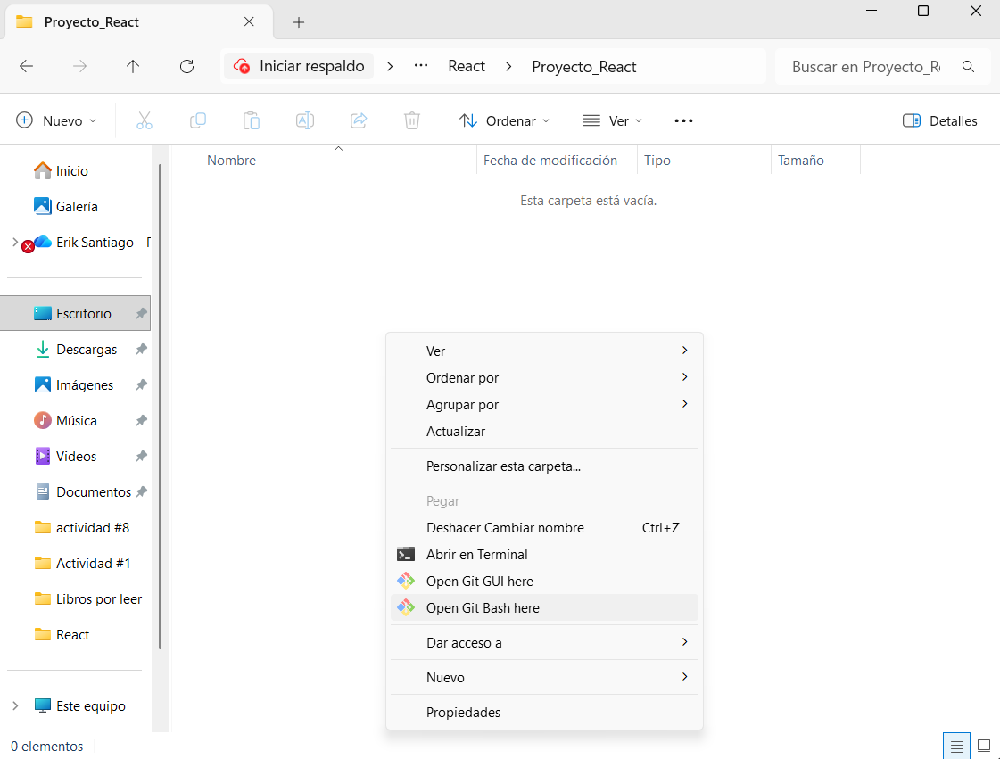 Proyecto_React
Iniciar respaldo > ... React > Proyecto_React
Buscar en Proyecto_Re
Nuevo
Ordenar
Ver
Detalles
Nombre
Fecha de modificación
Tipo
Tamaño
Esta carpeta está vacía.
Inicio
Galería
Erik Santiago - P
Escritorio
Descargas
Imágenes
Música
Videos
Documentos
actividad #8
Actividad #1
Libros por leer
React
Este equipo
Ver
Ordenar por
Agrupar por
Actualizar
Personalizar esta carpeta...
Pegar
Deshacer Cambiar nombre Ctrl+Z
Abrir en Terminal
Open Git GUI here
Open Git Bash here
Dar acceso a
Nuevo
Propiedades
0 elementos